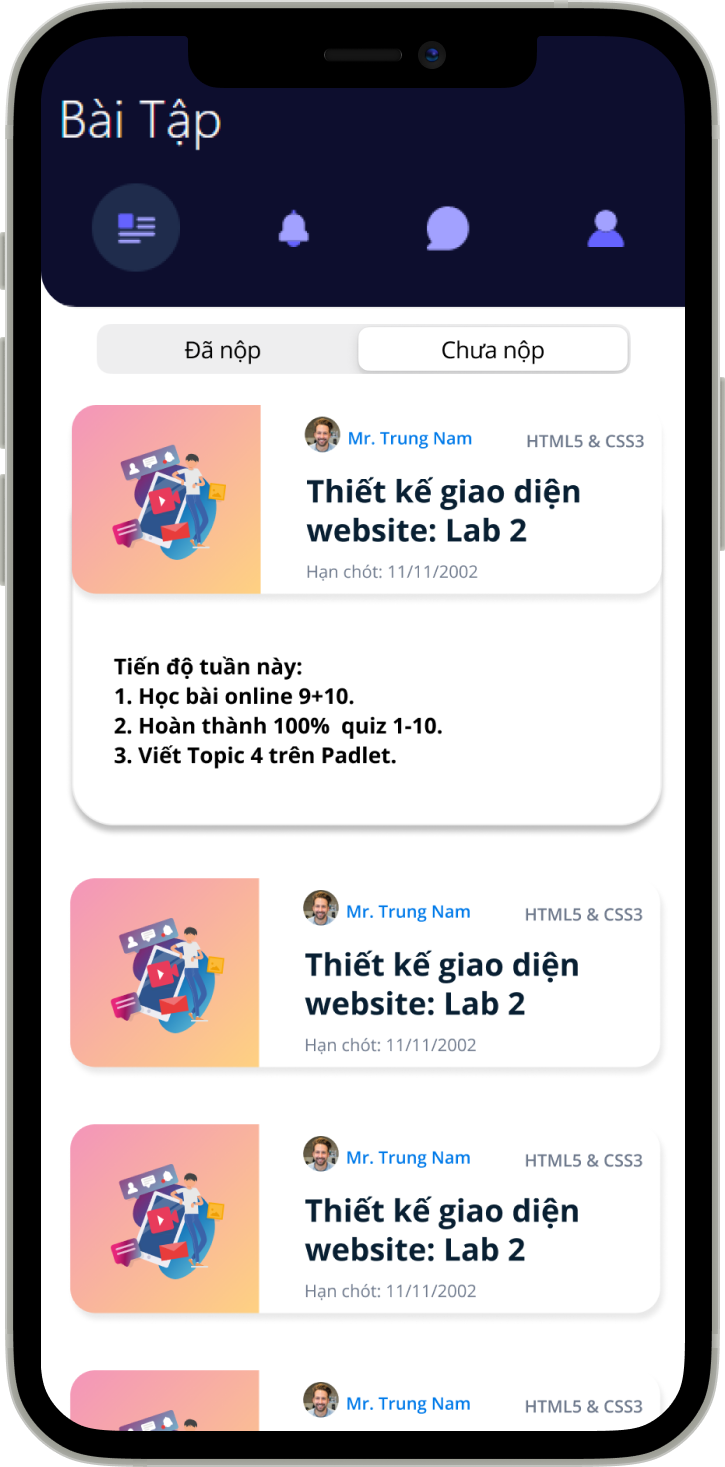 Bài Tập
Đã nộp
Chưa nộp
Mr. Trung Nam
HTML5 & CSS3
Thiết kế giao diện
website: Lab 2
Hạn chót: 11/11/2002
Tiến độ tuần này:
1. Học bài online 9+10.
2. Hoàn thành 100%  quiz 1-10.
3. Viết Topic 4 trên Padlet.
Mr. Trung Nam
HTML5 & CSS3
Thiết kế giao diện
website: Lab 2
Hạn chót: 11/11/2002
Mr. Trung Nam
HTML5 & CSS3
Thiết kế giao diện
website: Lab 2
Hạn chót: 11/11/2002
Mr. Trung Nam
HTML5 & CSS3